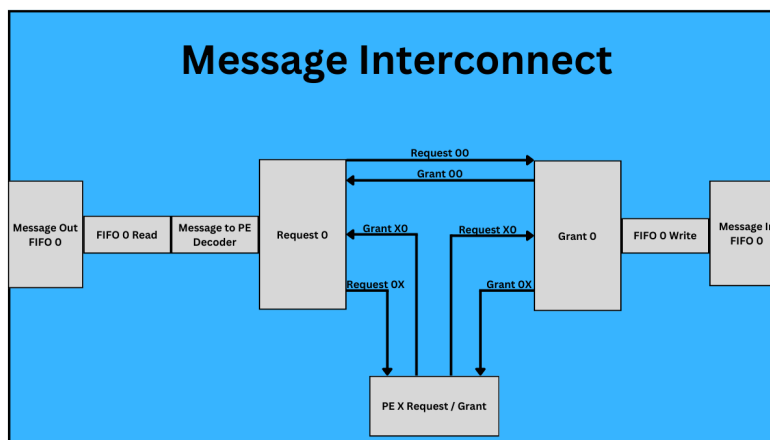 Message Interconnect
Request 00
Grant 00
Message Out
FIFO 0
FIFO 0 Read
Message to PE
Decoder
Request 0
Grant X0
Request X0
Grant 0
FIFO 0 Write
Message In
FIFO 0
Request 0X
Grant 0X
PE X Request / Grant